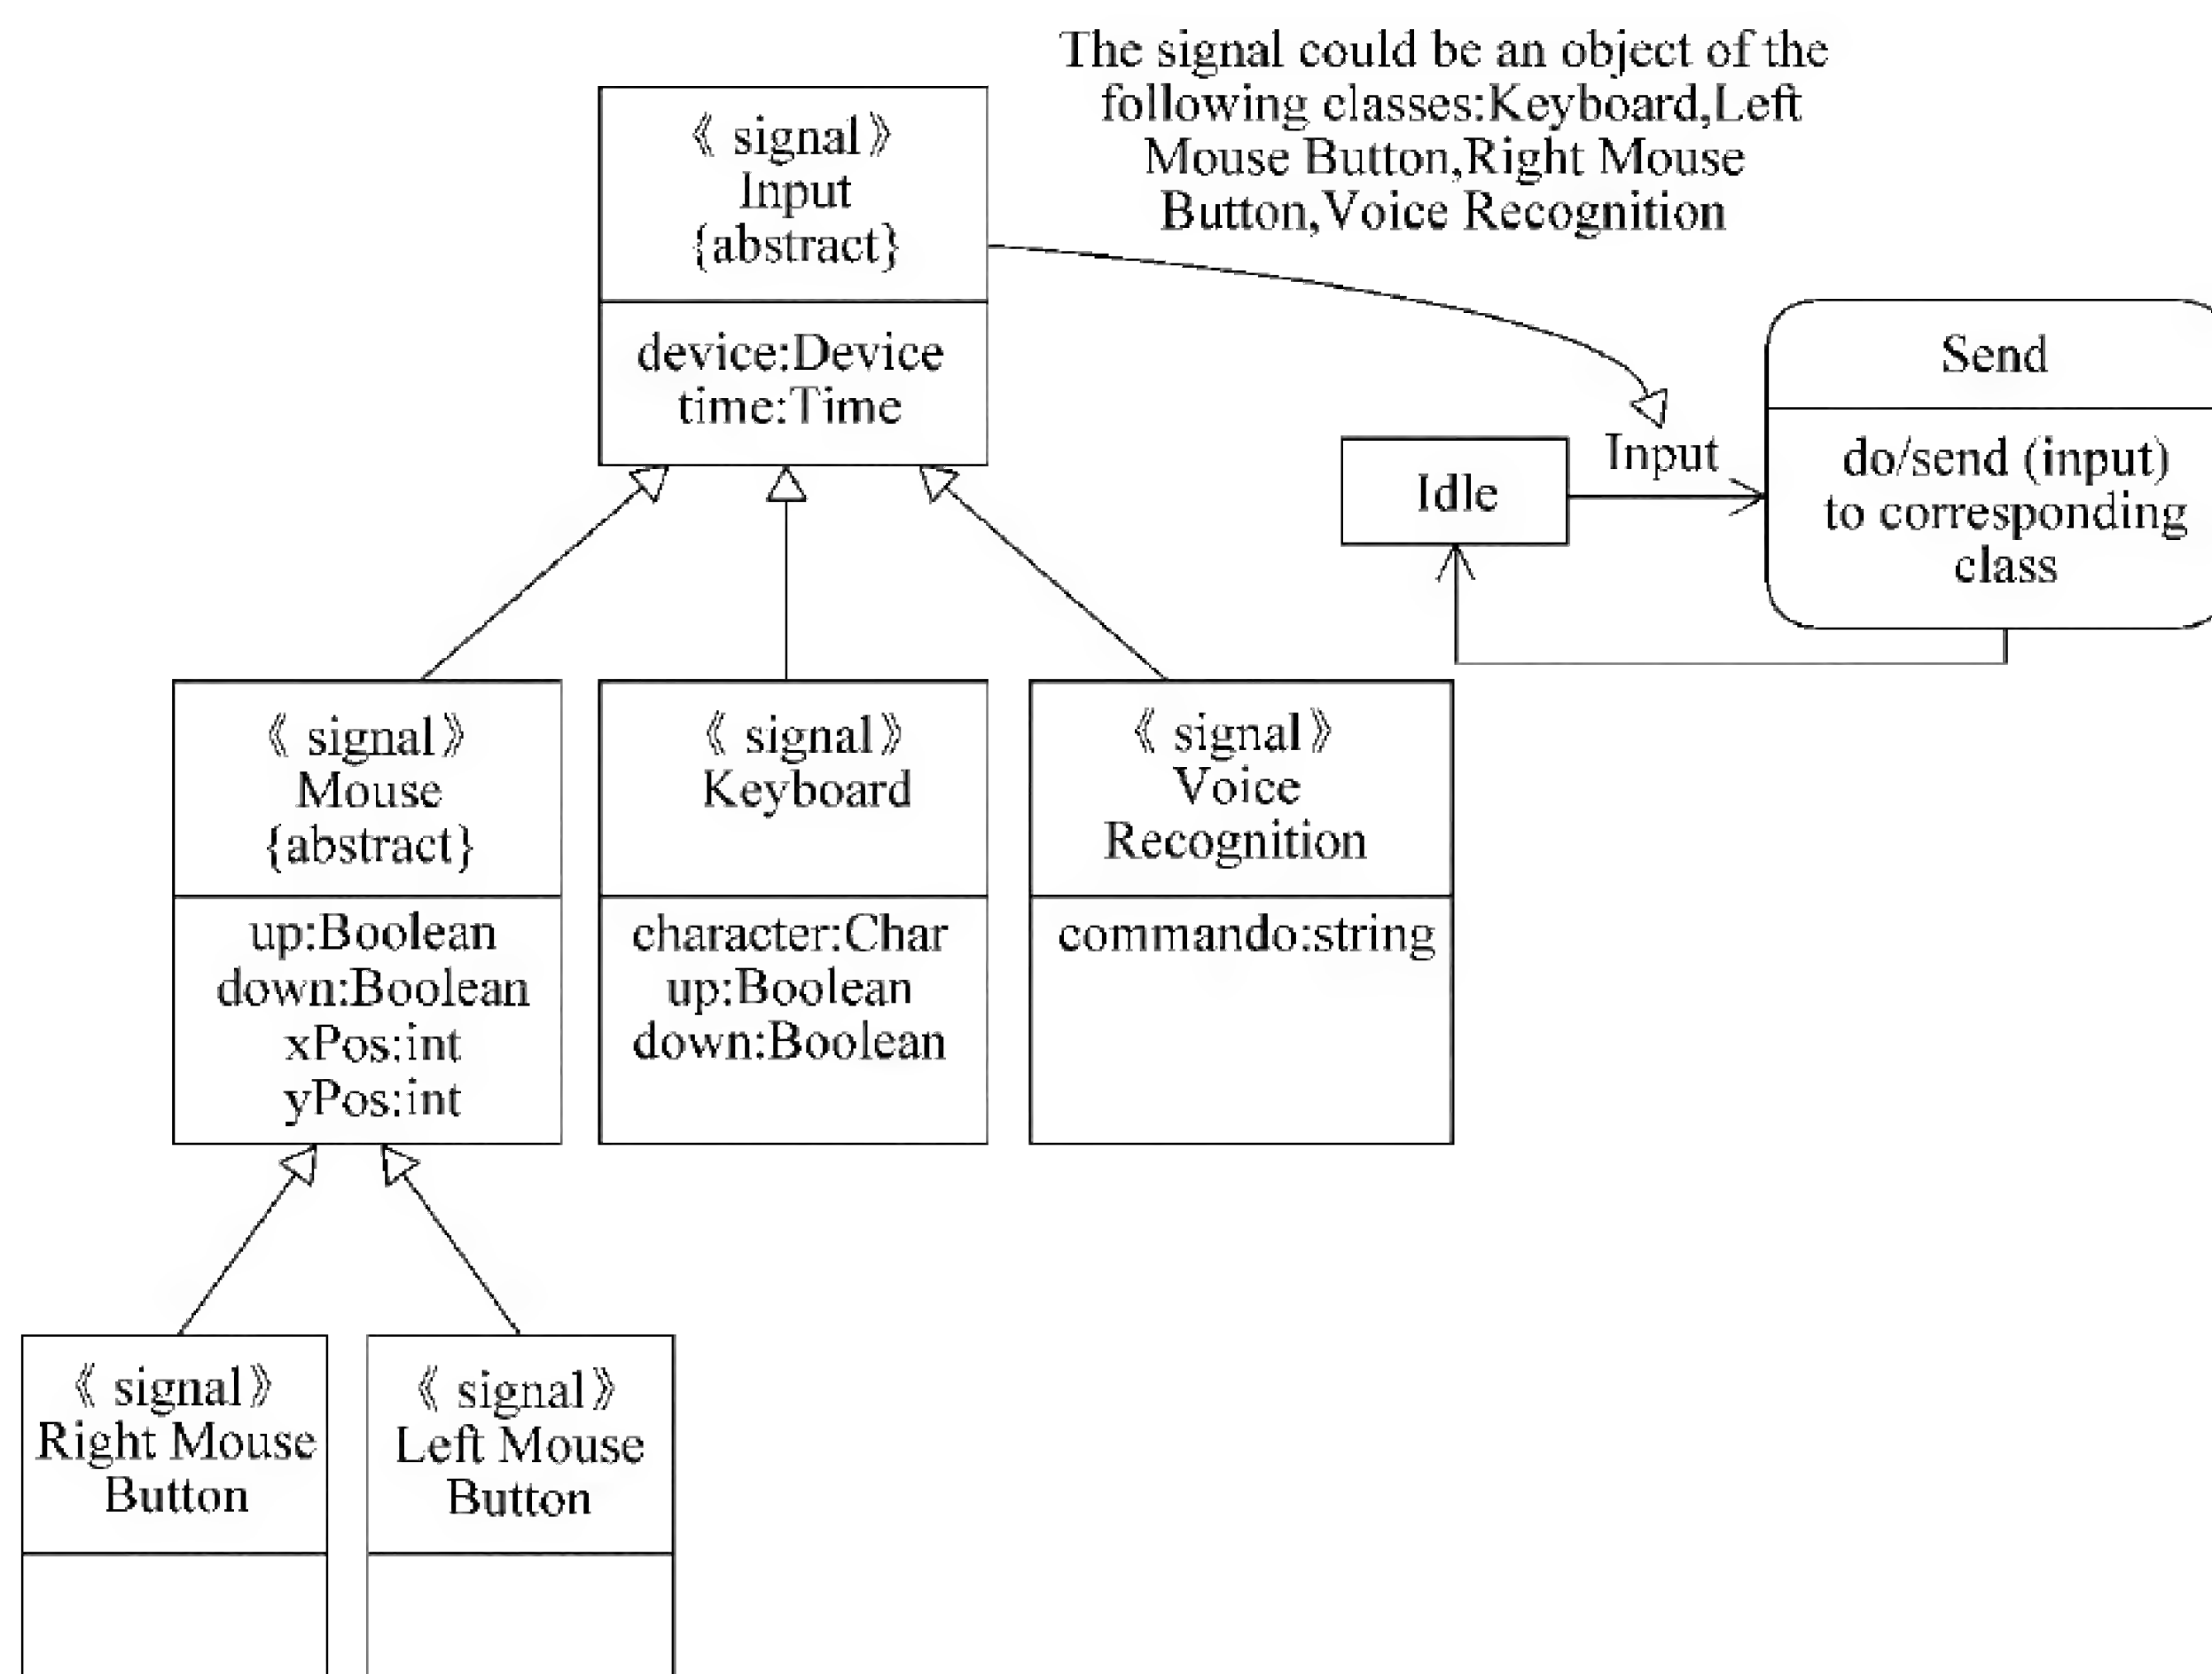 The signal could be an object of the
following classes:Keyboard,Left
Mouse Button,Right Mouse
Button,Voice Recognition
《 signal》
Input
{abstract}
device:Device
time:Time
Send
do/send (input)
to corresponding
class
Input
Idle
《 signal》
Mouse
{abstract}
up:Boolean
down:Boolean
xPos:int
yPos:int
《 signal》
Keyboard
character:Char
up:Boolean
down:Boolean
《 signal》
Voice
Recognition
commando:string
《 signal》
Right Mouse
Button
《 signal》
Left Mouse
Button